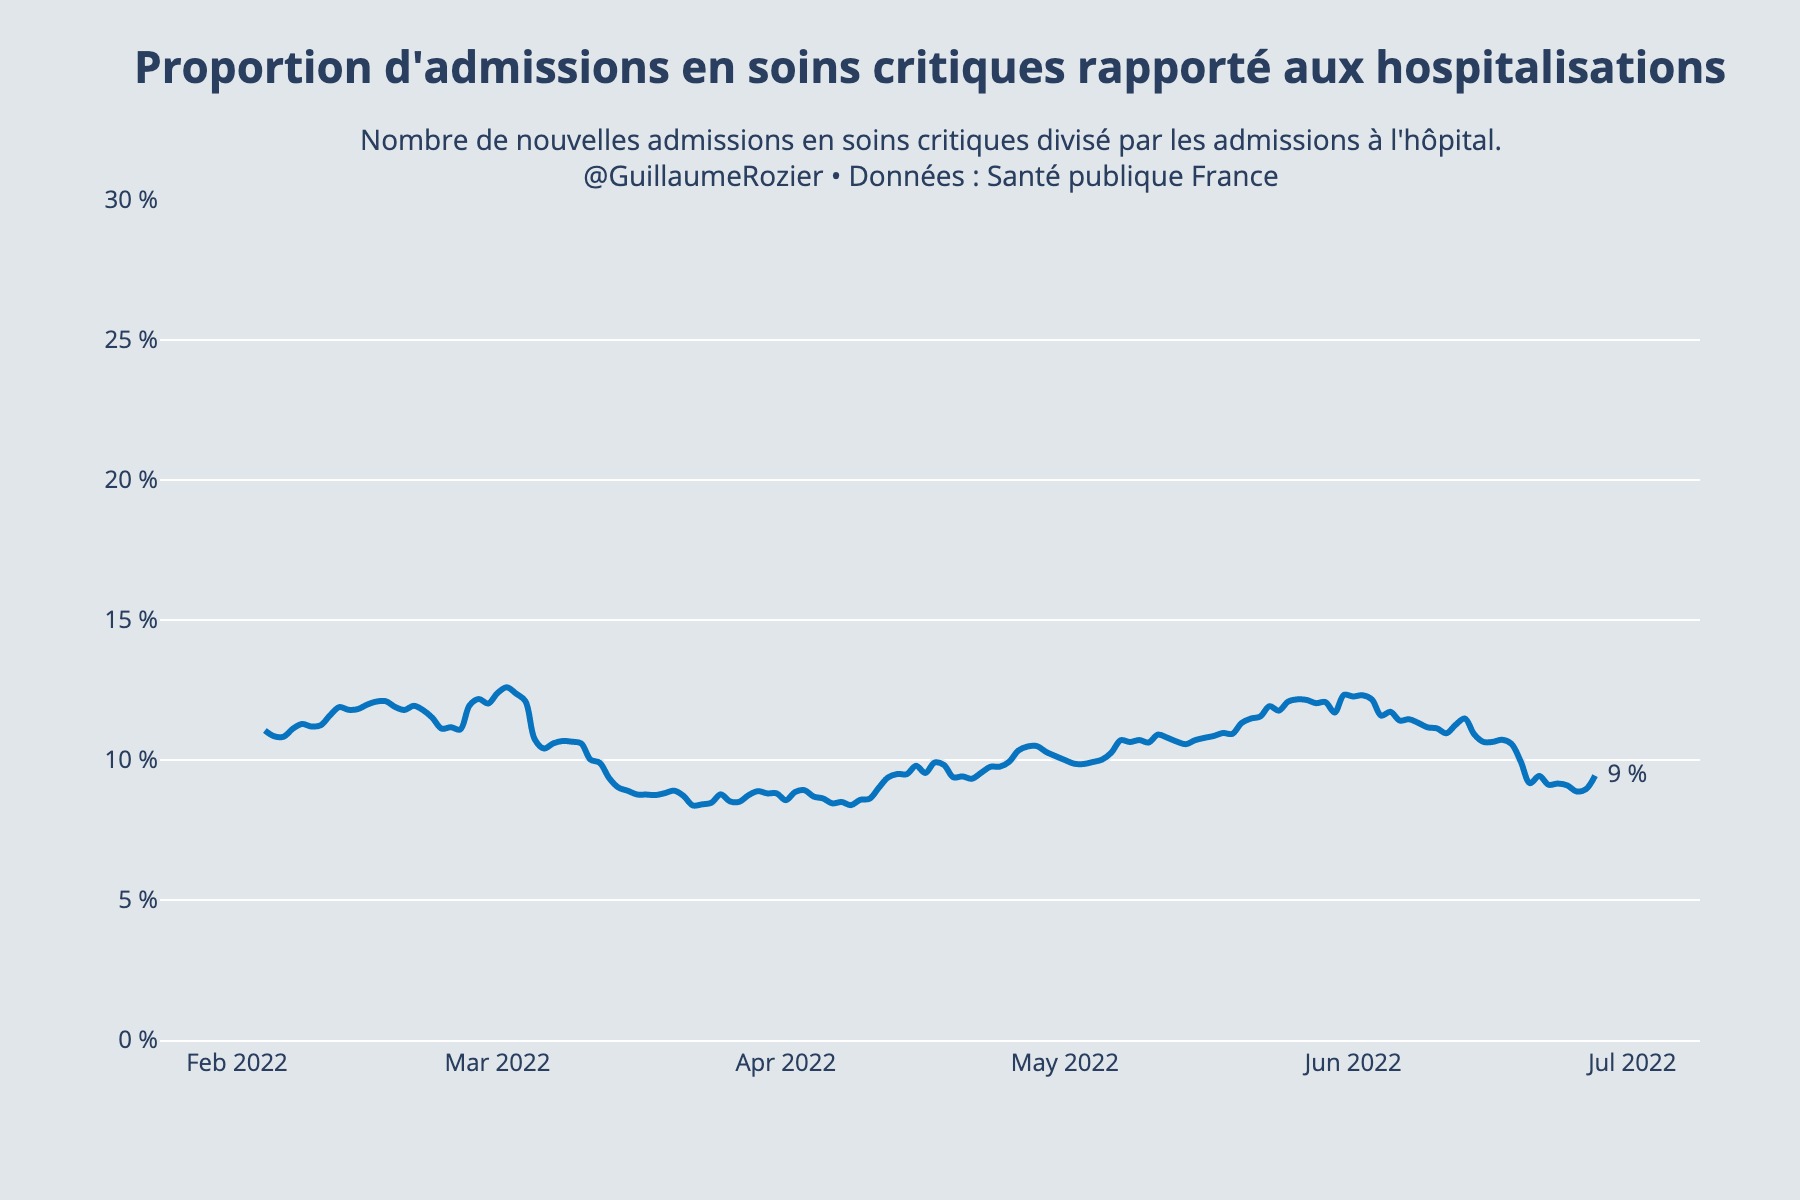 Proportion d'admissions en soins critiques rapporté aux hospitalisations
Nombre de nouvelles admissions en soins critiques divisé par les admissions à l'hôpital.
@GuillaumeRozier • Données : Santé publique France
30 %
25 %
20 %
15 %
10 %
9 %
5 %
0 %
Feb 2022 Mar 2022 Apr 2022 May 2022 Jun 2022 Jul 2022